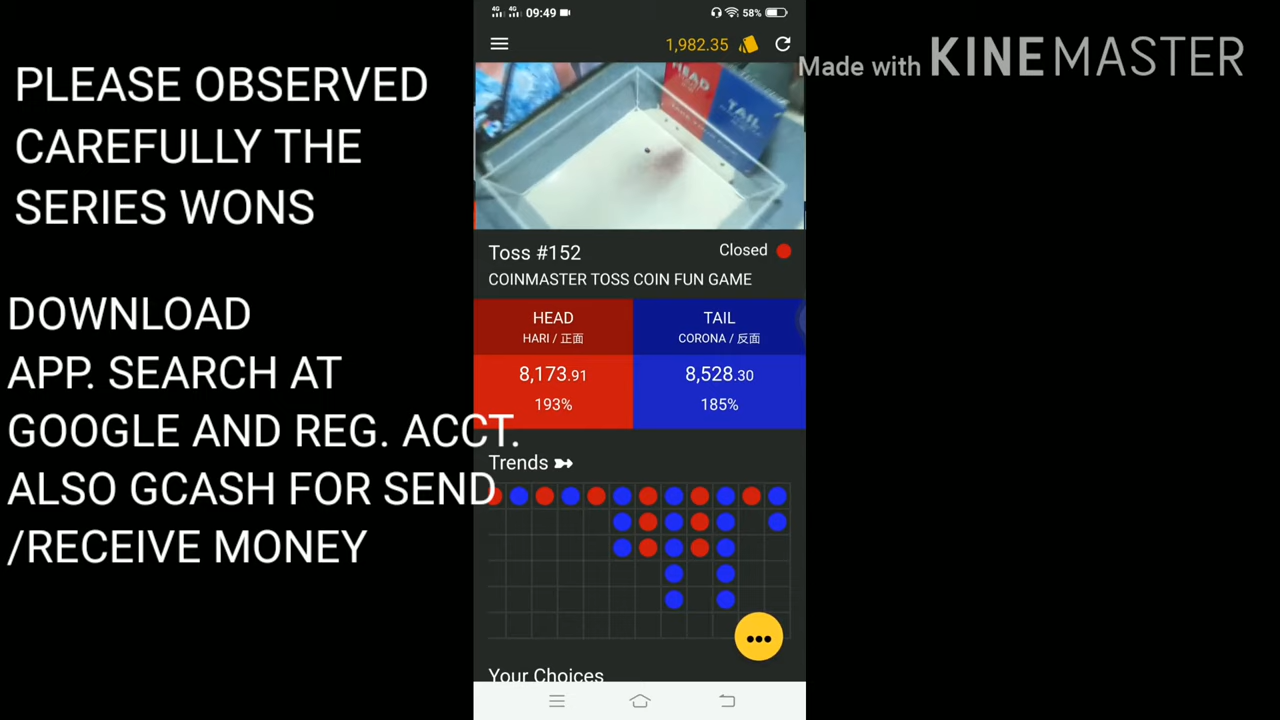 PLEASE OBSERVED
CAREFULLY THE
SERIES WONS
DOWNLOAD
APP. SEARCH AT
GOOGLE AND REG. ACCT.
ALSO GCASH FOR SEND
/RECEIVE MONEY
4G 4G 09:49 58%
1,982.35
HEAD
TAIL
Toss #152 Closed
COINMASTER TOSS COIN FUN GAME
HEAD TAIL
HARI / 正面 CORONA / 反面
8,173.91 8,528.30
193% 185%
Trends
Your Choices
Made with KINEMASTER